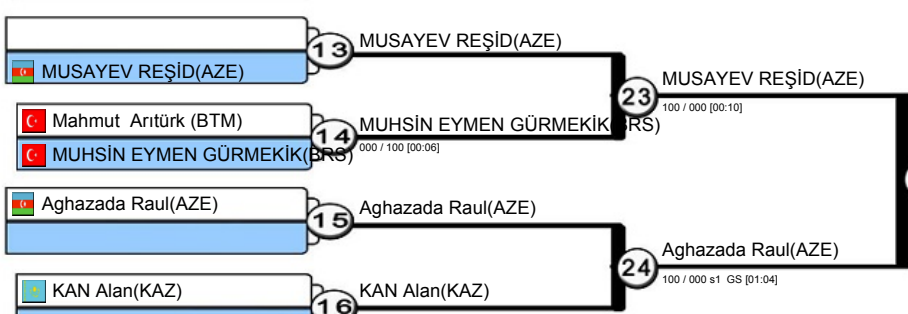 13
MUSAYEV REŞİD(AZE)
MUSAYEV REŞİD(AZE)
23
MUSAYEV REŞİD(AZE)
100 / 000 [00:10]
Mahmut Arıtürk (BTM)
14
MUHSİN EYMEN GÜRMEKİK(BRS)
000 / 100 [00:06]
MUHSİN EYMEN GÜRMEKİK(BRS)
Aghazada Raul(AZE)
15
Aghazada Raul(AZE)
24
Aghazada Raul(AZE)
100 / 000 s1 GS [01:04]
KAN Alan(KAZ)
16
KAN Alan(KAZ)